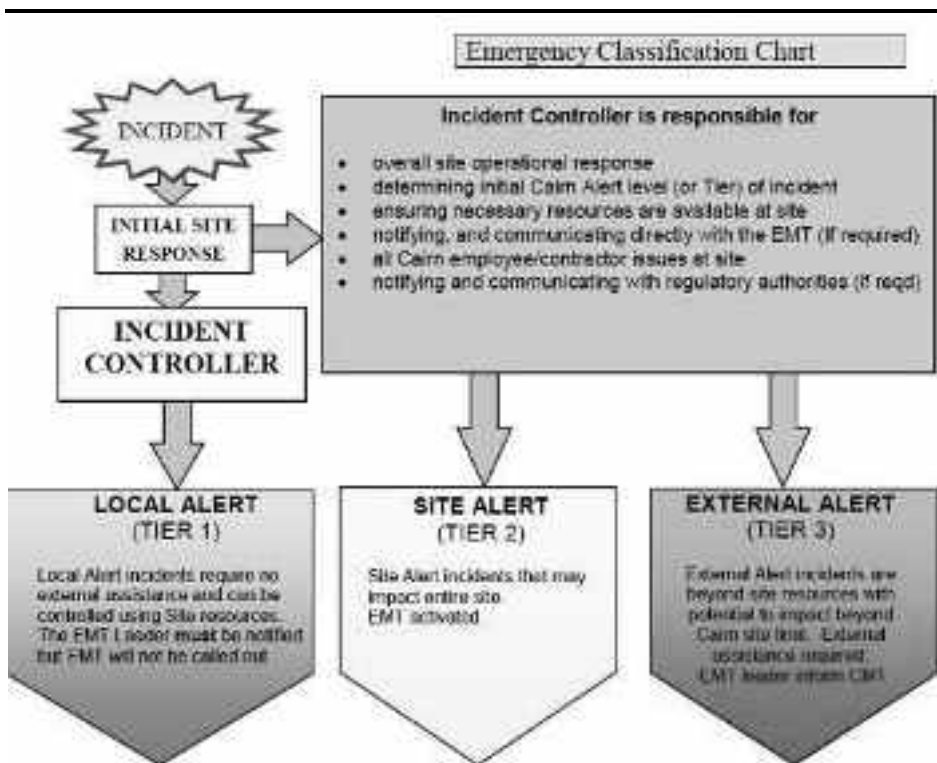 Emergency Classification Chart
INCIDENT
INITIAL SITE
RESPONSE
INCIDENT
CONTROLLER
Incident Controller is responsible for
• overall site operational response
• determining initial Cairn Alert level (or Tier) of incident
• ensuring necessary resources are available at site
• notifying, and communicating directly with the EMT (if required)
• all Cairn employee/contractor issues at site
• notifying and communicating with regulatory authorities (if reqd)
LOCAL ALERT
(TIER 1)
Local Alert incidents require no
external assistance and can be
controlled using Site resources.
The EMT Leader must be notified
but EMT will not be called out
SITE ALERT
(TIER 2)
Site Alert incidents that may
impact entire site.
EMT activated
EXTERNAL ALERT
(TIER 3)
External Alert incidents are
beyond site resources with
potential to impact beyond
Cairn site limit. External
assistance required.
EMT leader inform CMT